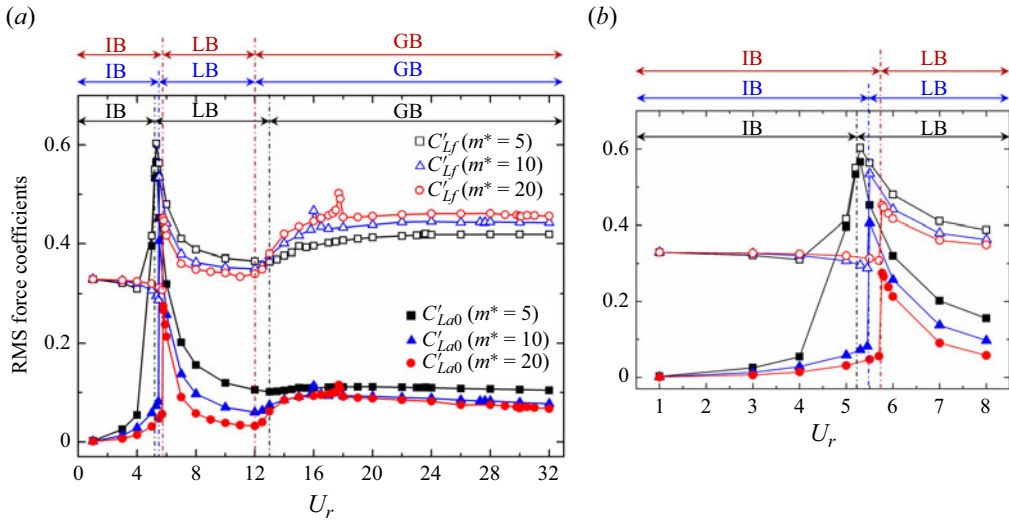 (a)
(b)
IB LB GB
IB LB GB
IB LB GB
C′Lf (m* = 5)
C′Lf (m* = 10)
C′Lf (m* = 20)
C′La0 (m* = 5)
C′La0 (m* = 10)
C′La0 (m* = 20)
RMS force coefficients
0.6
0.4
0.2
0
0 4 8 12 16 20 24 28 32
Ur
IB LB
IB LB
IB LB
0.6
0.4
0.2
0
1 2 3 4 5 6 7 8
Ur